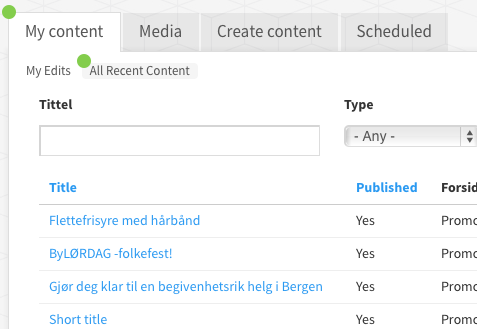 My content Media Create content Scheduled
My Edits All Recent Content
Tittel Type
- Any -
Title Published Forsid
Flettefrisyre med hårbånd Yes Promo
ByLØRDAG -folkefest! Yes Promo
Gjør deg klar til en begivenhetsrik helg i Bergen Yes Promo
Short title Yes Promo